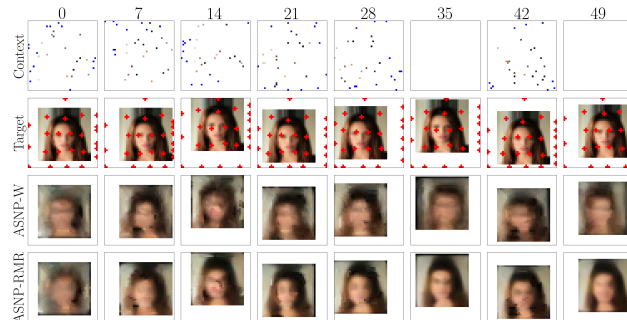 0 7 14 21 28 35 42 49
Context
Target
ASNP-W
ASNP-RMR